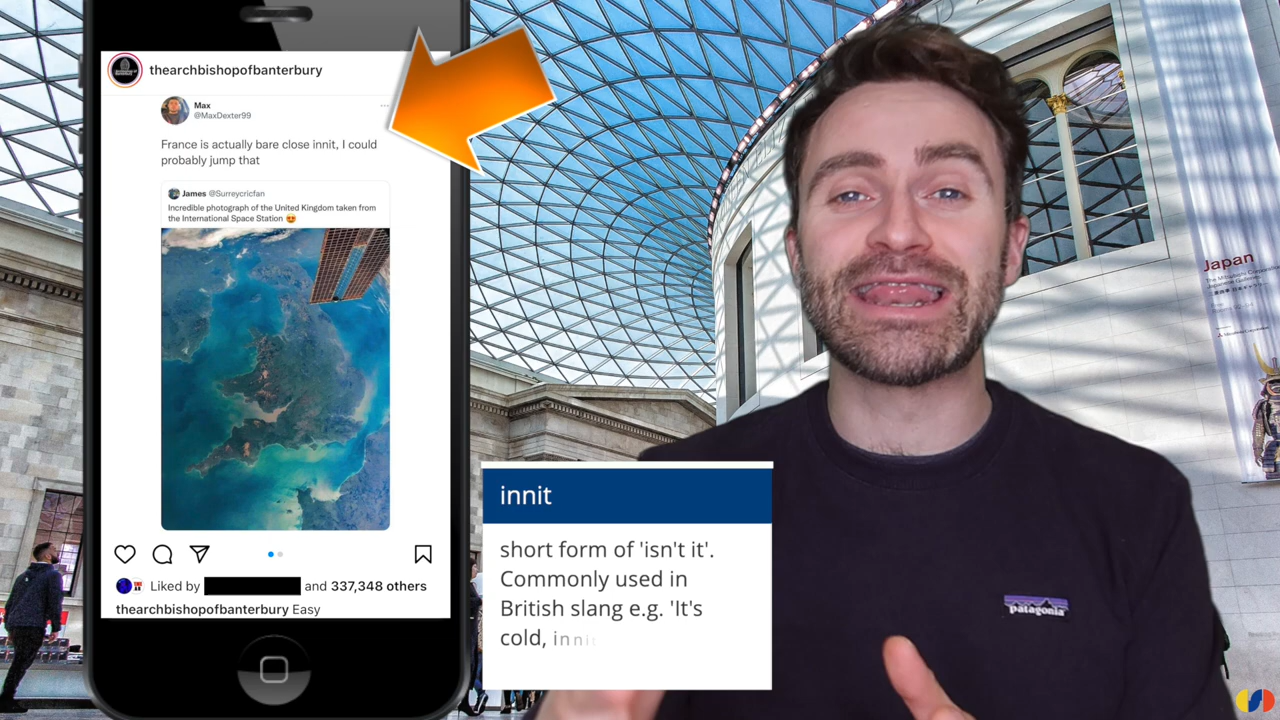 thearchbishopofbanterbury
Max
@MaxDexter99
France is actually bare close innit, I could
probably jump that
James @Surreycricfan
Incredible photograph of the United Kingdom taken from
the International Space Station 😍
Liked by
and 337,348 others
thearchbishopofbanterbury Easy
innit
short form of 'isn't it'.
Commonly used in
British slang e.g. 'It's
cold, inni
patagonia
Japan